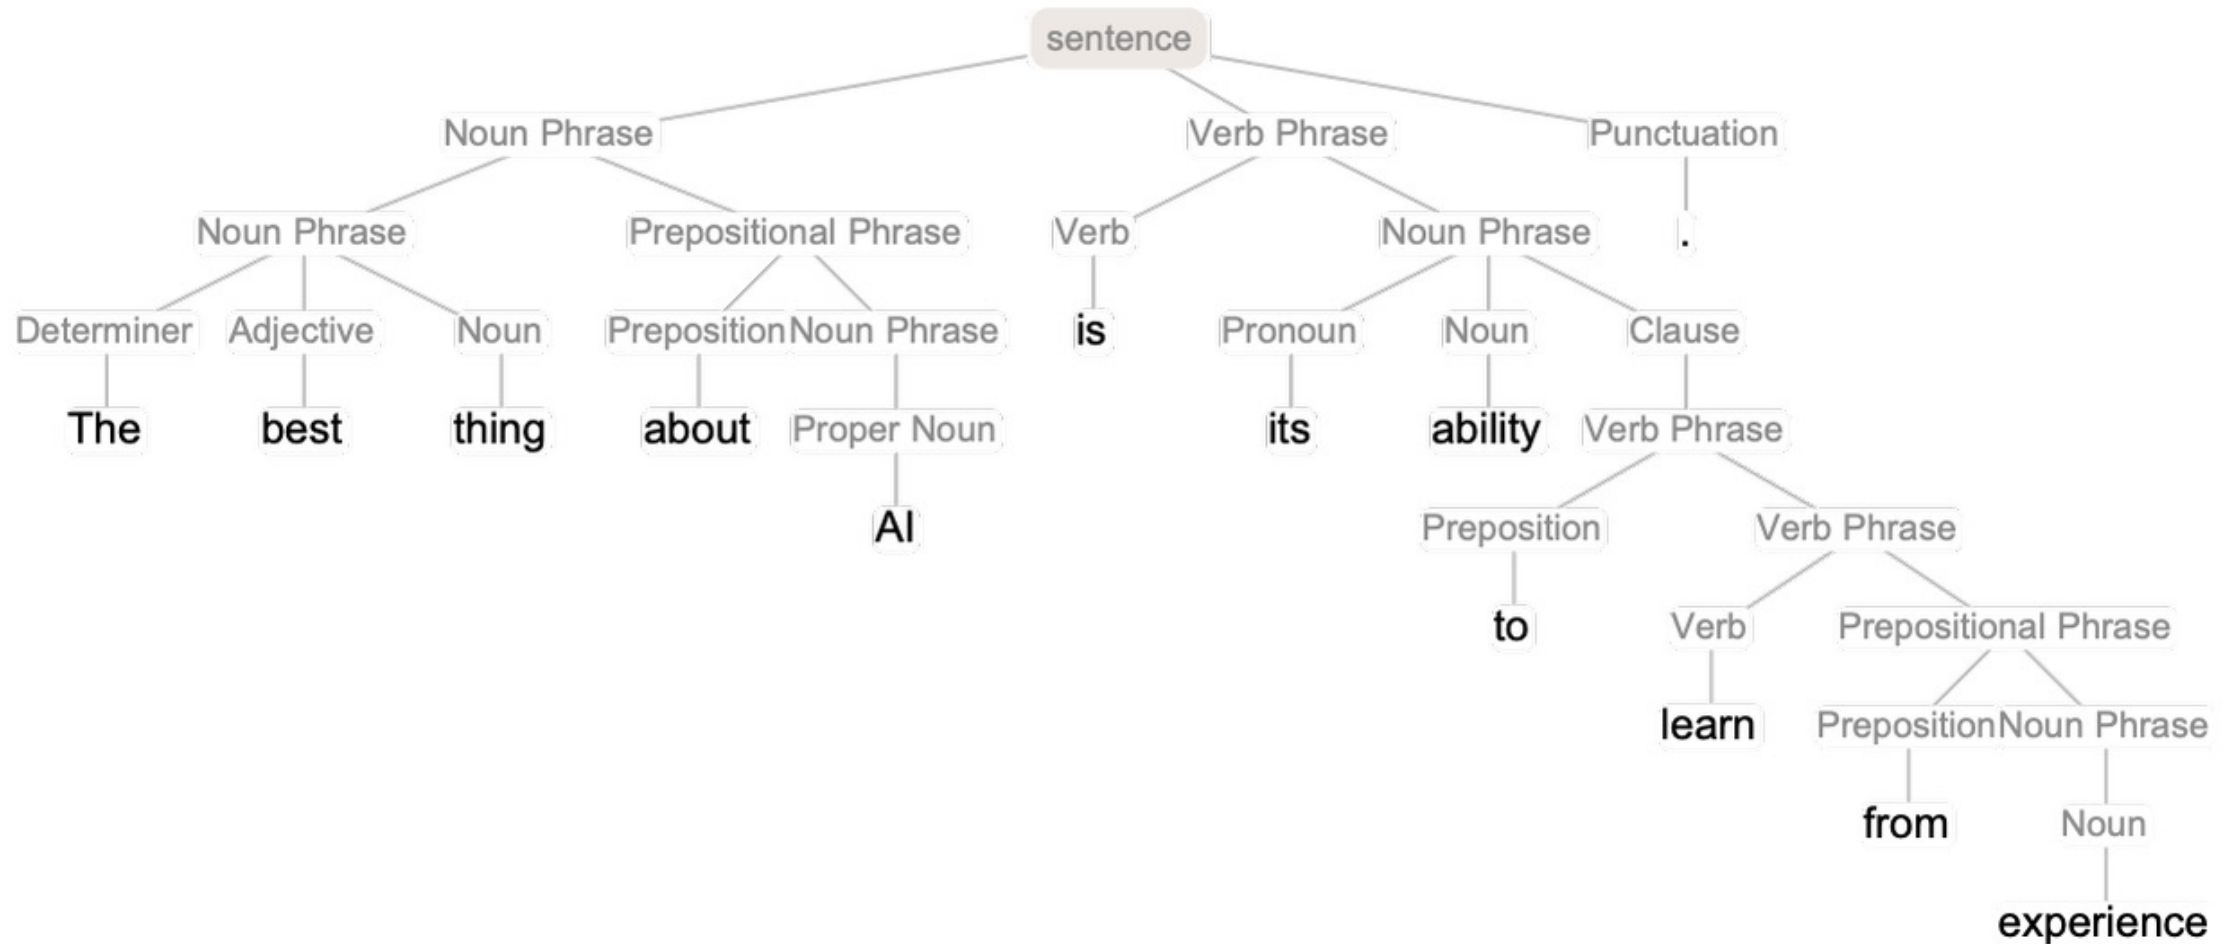 sentence
Noun Phrase Verb Phrase Punctuation
Noun Phrase Prepositional Phrase Verb Noun Phrase .
Determiner Adjective Noun Preposition Noun Phrase is Pronoun Noun Clause
The best thing about Proper Noun its ability Verb Phrase
AI Preposition Verb Phrase
to Verb Prepositional Phrase
learn Preposition Noun Phrase
from Noun
experience